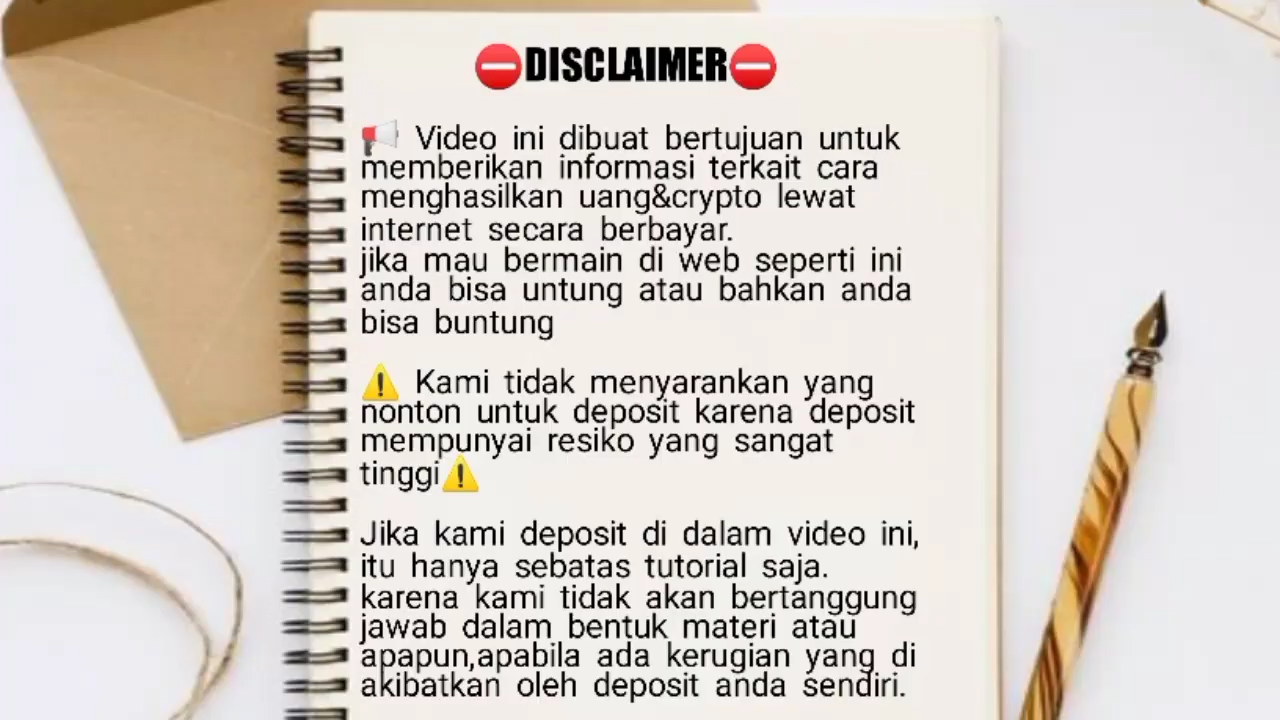 ⛔DISCLAIMER⛔
📢 Video ini dibuat bertujuan untuk
memberikan informasi terkait cara
menghasilkan uang&crypto lewat
internet secara berbayar.
jika mau bermain di web seperti ini
anda bisa untung atau bahkan anda
bisa buntung
⚠️ Kami tidak menyarankan yang
nonton untuk deposit karena deposit
mempunyai resiko yang sangat
tinggi⚠️
Jika kami deposit di dalam video ini,
itu hanya sebatas tutorial saja.
karena kami tidak akan bertanggung
jawab dalam bentuk materi atau
apapun,apabila ada kerugian yang di
akibatkan oleh deposit anda sendiri.